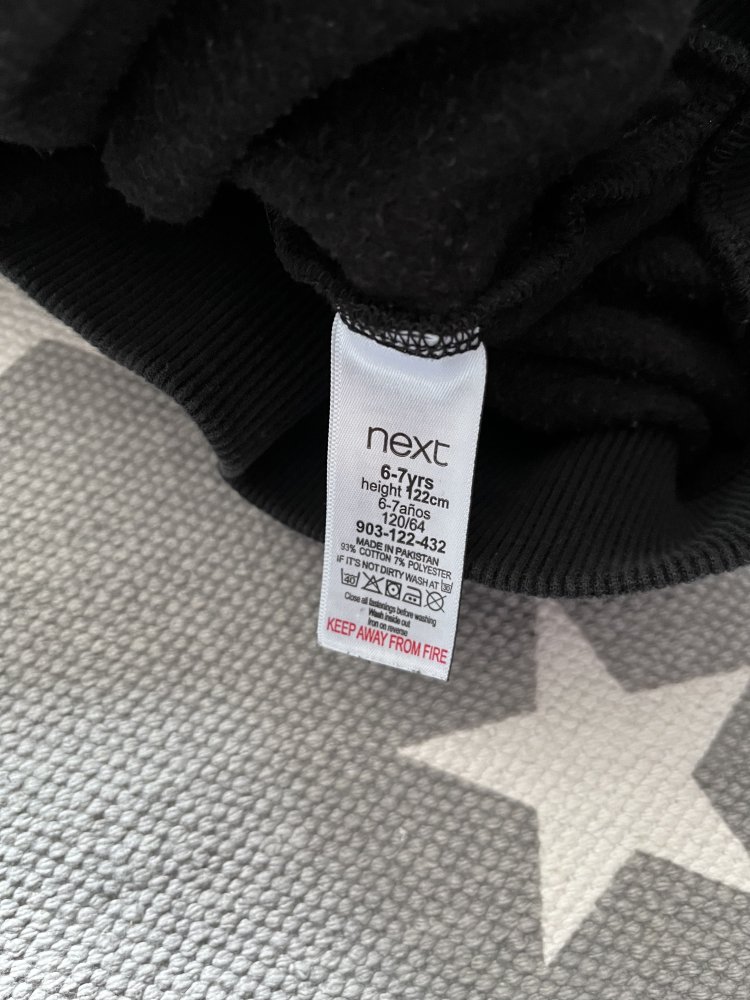 next
6-7yrs
height 122cm
6-7años
120/64
903-122-432
MADE IN PAKISTAN
93% COTTON 7% POLYESTER
IF IT'S NOT DIRTY WASH AT 30
40
Close all fastenings before washing
Wash inside out
Iron on reverse
KEEP AWAY FROM FIRE